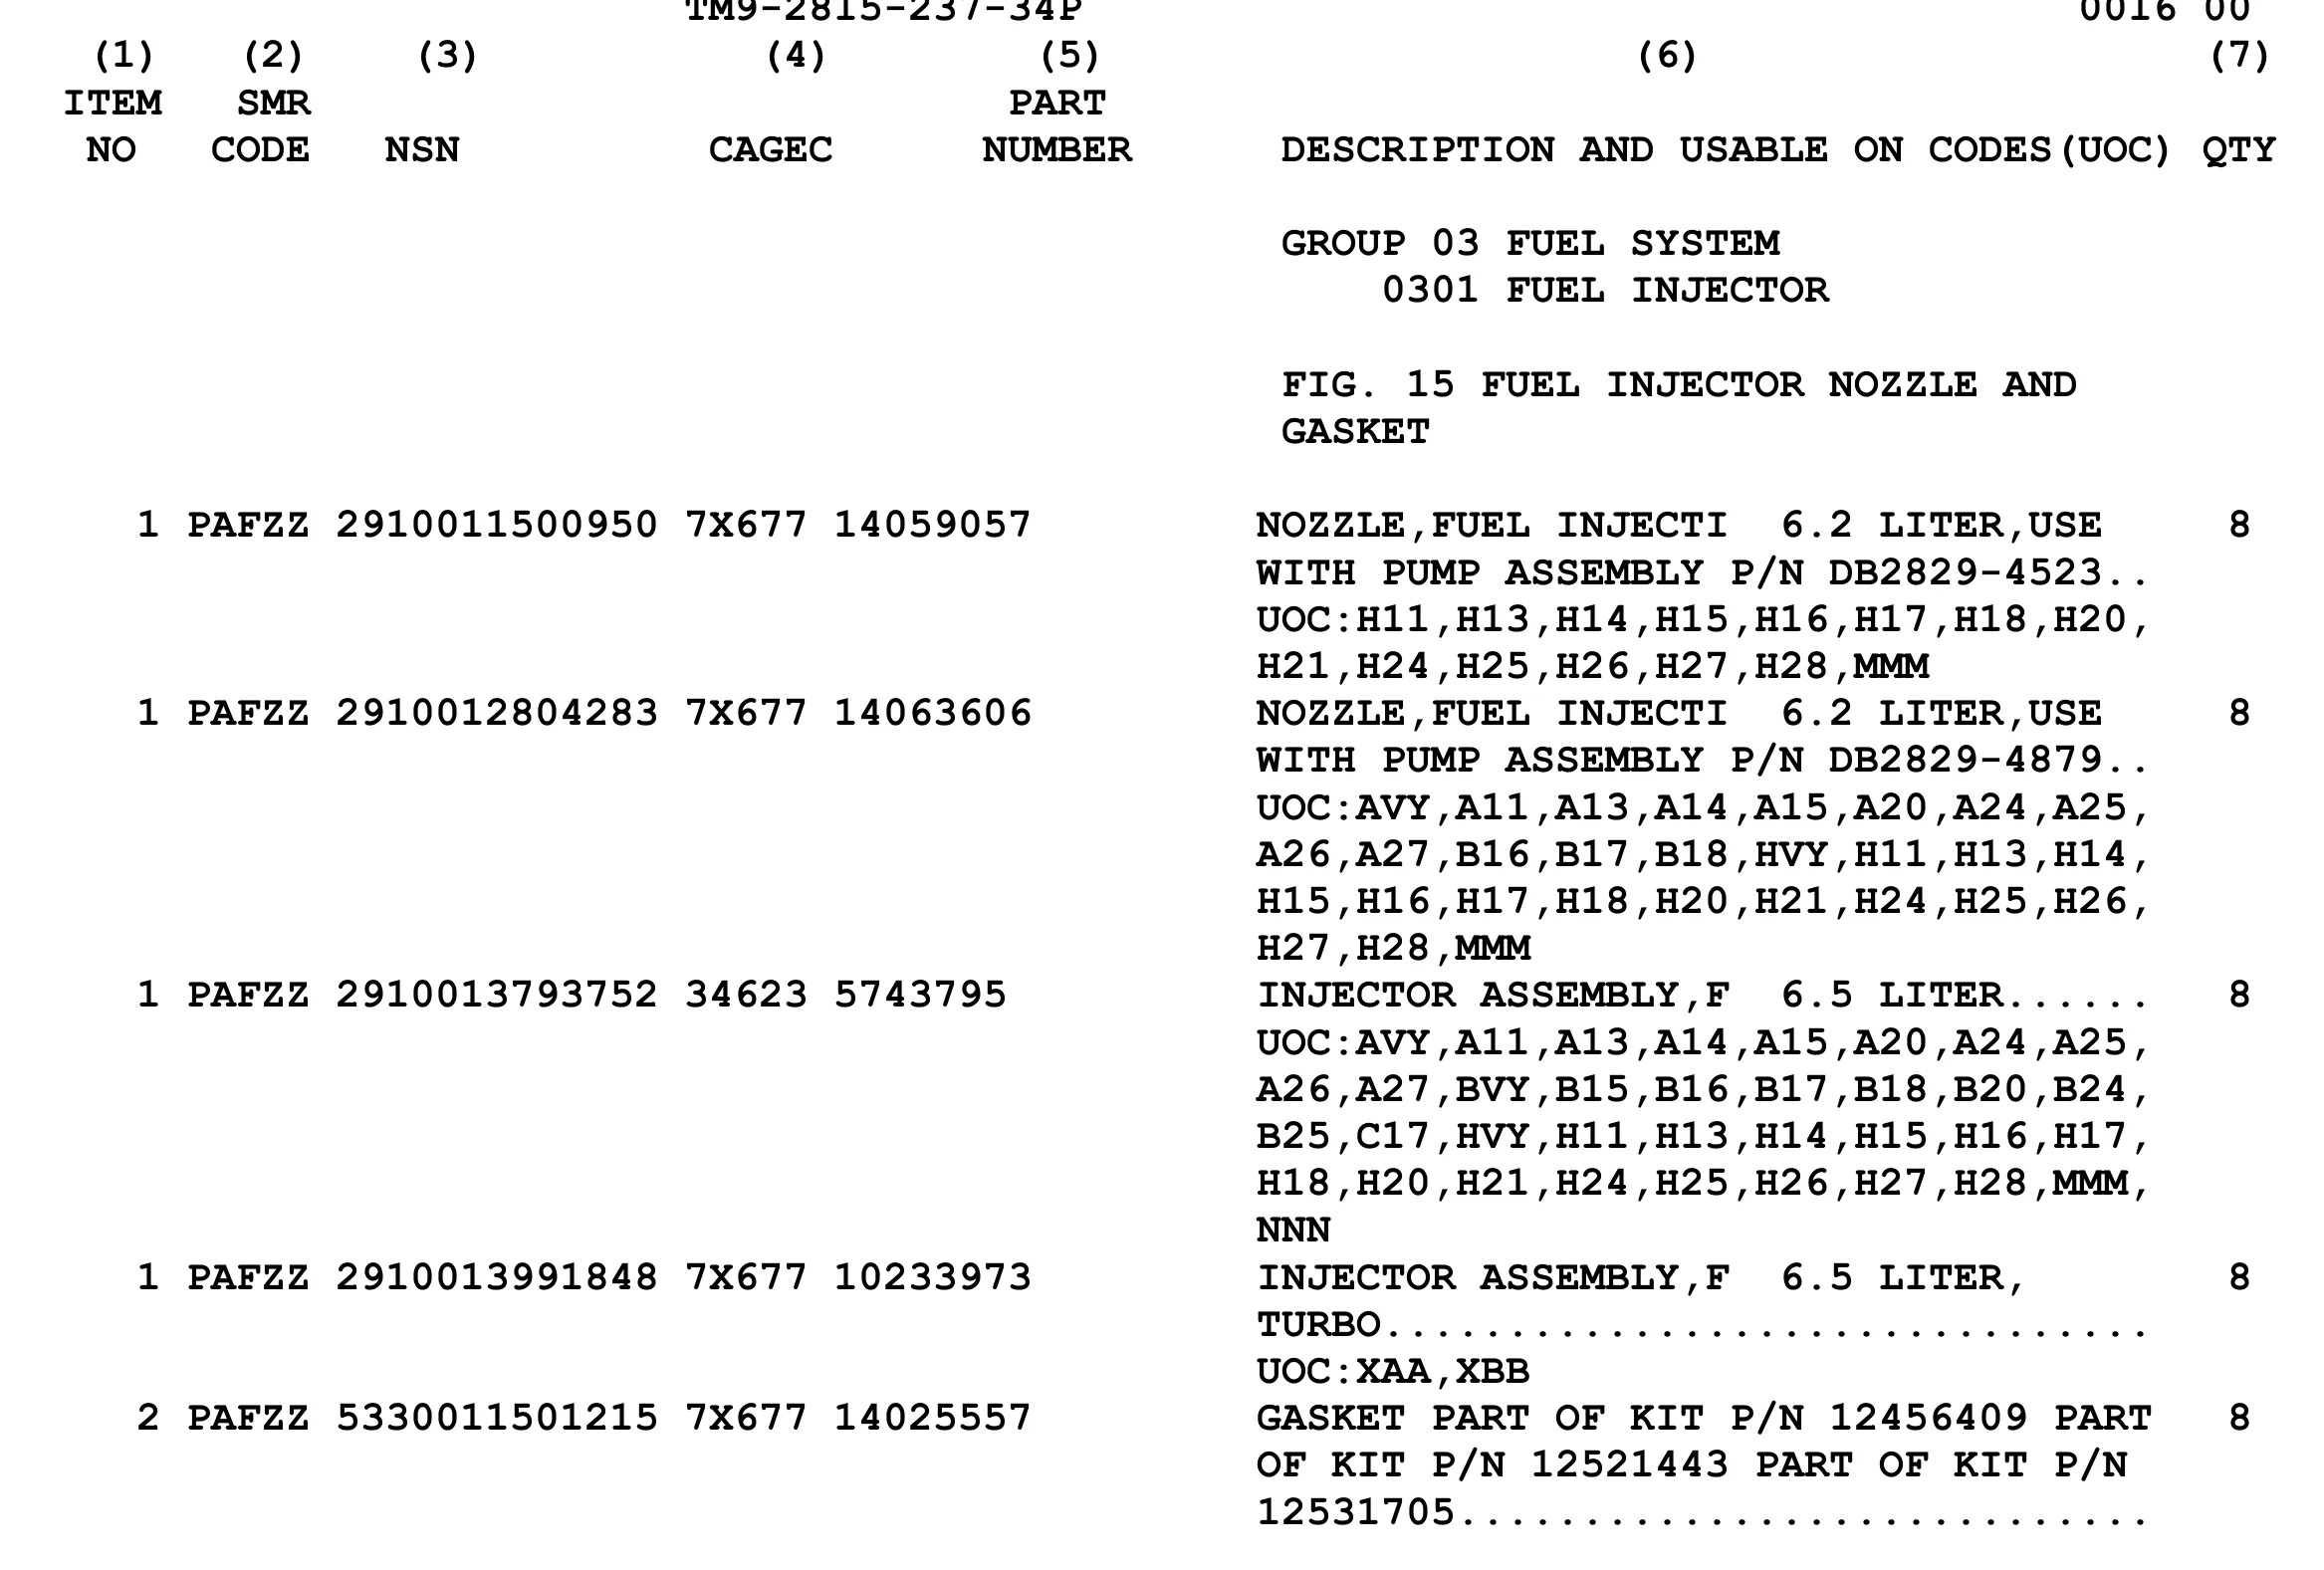 TM9-2815-237-34P 0016 00
(1) (2) (3) (4) (5) (6) (7)
ITEM SMR PART
NO CODE NSN CAGEC NUMBER DESCRIPTION AND USABLE ON CODES(UOC) QTY
GROUP 03 FUEL SYSTEM
0301 FUEL INJECTOR
FIG. 15 FUEL INJECTOR NOZZLE AND
GASKET
1 PAFZZ 2910011500950 7X677 14059057 NOZZLE,FUEL INJECTI 6.2 LITER,USE 8
WITH PUMP ASSEMBLY P/N DB2829-4523..
UOC:H11,H13,H14,H15,H16,H17,H18,H20,
H21,H24,H25,H26,H27,H28,MMM
1 PAFZZ 2910012804283 7X677 14063606 NOZZLE,FUEL INJECTI 6.2 LITER,USE 8
WITH PUMP ASSEMBLY P/N DB2829-4879..
UOC:AVY,A11,A13,A14,A15,A20,A24,A25,
A26,A27,B16,B17,B18,HVY,H11,H13,H14,
H15,H16,H17,H18,H20,H21,H24,H25,H26,
H27,H28,MMM
1 PAFZZ 2910013793752 34623 5743795 INJECTOR ASSEMBLY,F 6.5 LITER...... 8
UOC:AVY,A11,A13,A14,A15,A20,A24,A25,
A26,A27,BVY,B15,B16,B17,B18,B20,B24,
B25,C17,HVY,H11,H13,H14,H15,H16,H17,
H18,H20,H21,H24,H25,H26,H27,H28,MMM,
NNN
1 PAFZZ 2910013991848 7X677 10233973 INJECTOR ASSEMBLY,F 6.5 LITER, 8
TURBO...............................
UOC:XAA,XBB
2 PAFZZ 5330011501215 7X677 14025557 GASKET PART OF KIT P/N 12456409 PART 8
OF KIT P/N 12521443 PART OF KIT P/N
12531705............................